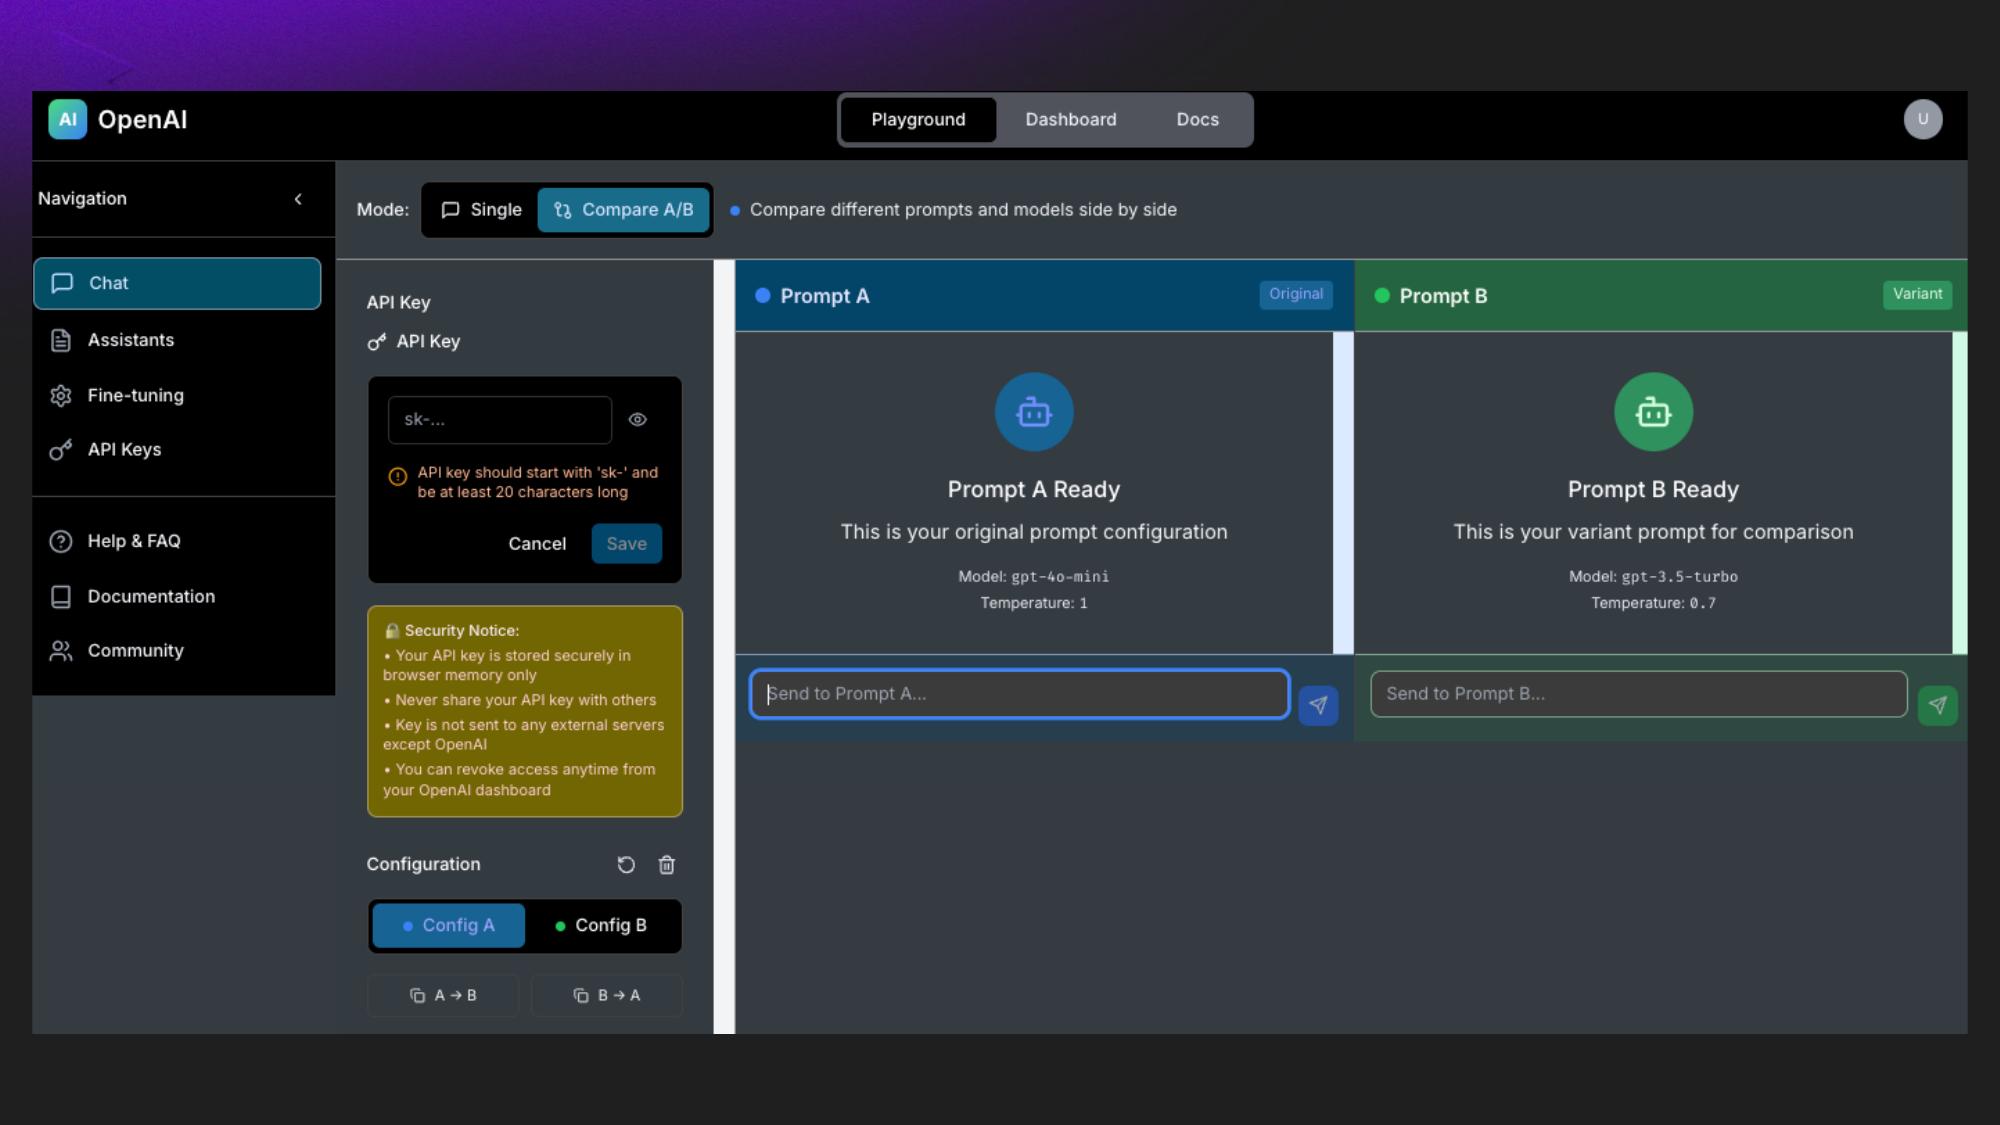 AI OpenAI
Playground Dashboard Docs
U
Navigation
Chat
Assistants
Fine-tuning
API Keys
Help & FAQ
Documentation
Community
Mode: Single Compare A/B Compare different prompts and models side by side
API Key
API Key
sk-...
API key should start with 'sk-' and
be at least 20 characters long
Cancel Save
🔒 Security Notice:
• Your API key is stored securely in
browser memory only
• Never share your API key with others
• Key is not sent to any external servers
except OpenAI
• You can revoke access anytime from
your OpenAI dashboard
Configuration
Config A Config B
A → B B → A
Prompt A Original
Prompt A Ready
This is your original prompt configuration
Model: gpt-4o-mini
Temperature: 1
Send to Prompt A...
Prompt B Variant
Prompt B Ready
This is your variant prompt for comparison
Model: gpt-3.5-turbo
Temperature: 0.7
Send to Prompt B...